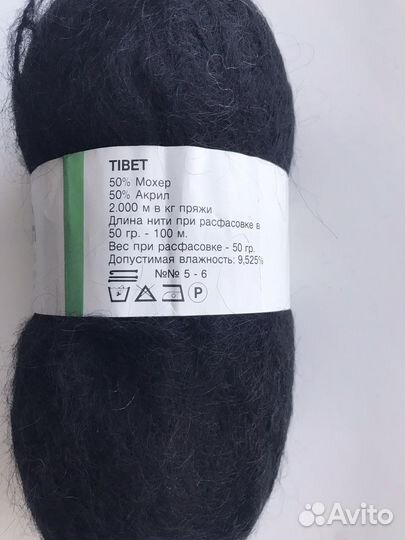 TIBET
50% Мохер
50% Акрил
2.000 м в кг пряжи
Длина нити при расфасовке в
50 гр. - 100 м.
Вес при расфасовке - 50 гр.
Допустимая влажность: 9,525%
№№ 5 - 6
P
Avito